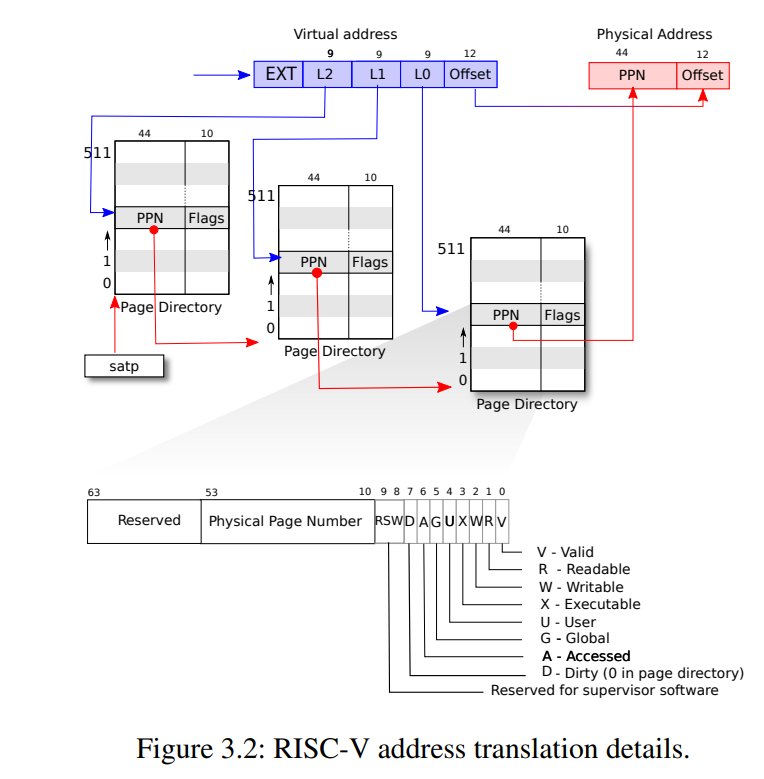 Virtual address
Physical Address
9 9 9 12
44 12
EXT L2 L1 L0 Offset
PPN Offset
44 10
511
PPN Flags
1
0
Page Directory
satp
44 10
511
PPN Flags
1
0
Page Directory
44 10
511
PPN Flags
1
0
Page Directory
63 53 10 9 8 7 6 5 4 3 2 1 0
Reserved Physical Page Number RSW D A G U X W R V
V - Valid
R - Readable
W - Writable
X - Executable
U - User
G - Global
A - Accessed
D - Dirty (0 in page directory)
Reserved for supervisor software
Figure 3.2: RISC-V address translation details.